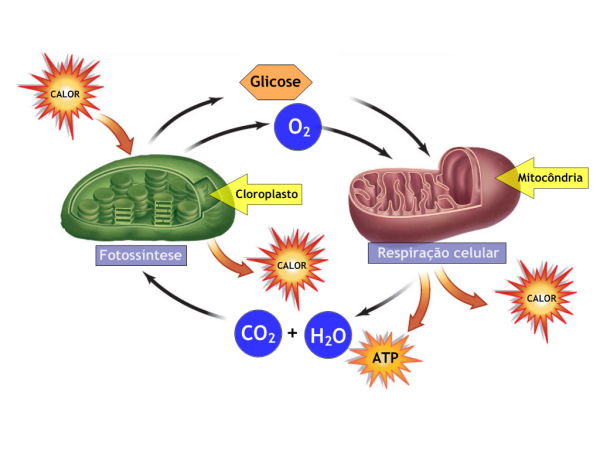 CALOR
Glicose
O₂
Cloroplasto
Mitocôndria
Fotossíntese
Respiração celular
CALOR
CALOR
CO₂ + H₂O
ATP